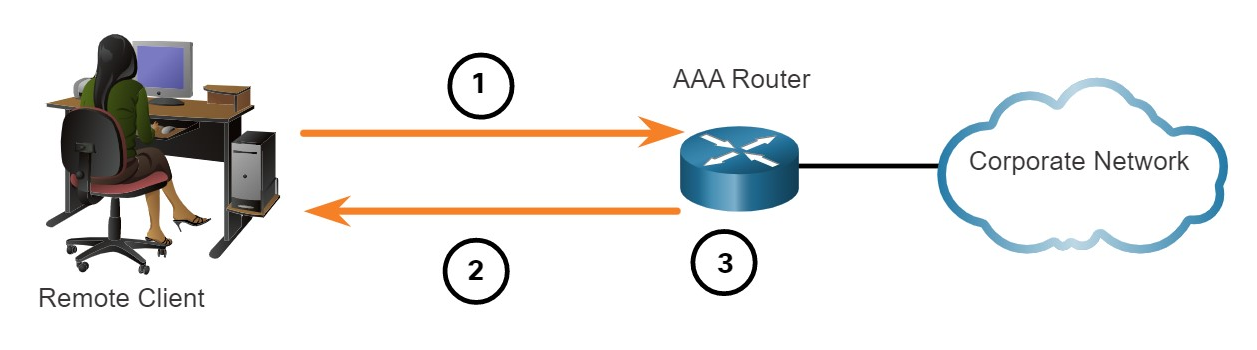 1
AAA Router
Corporate Network
2
3
Remote Client